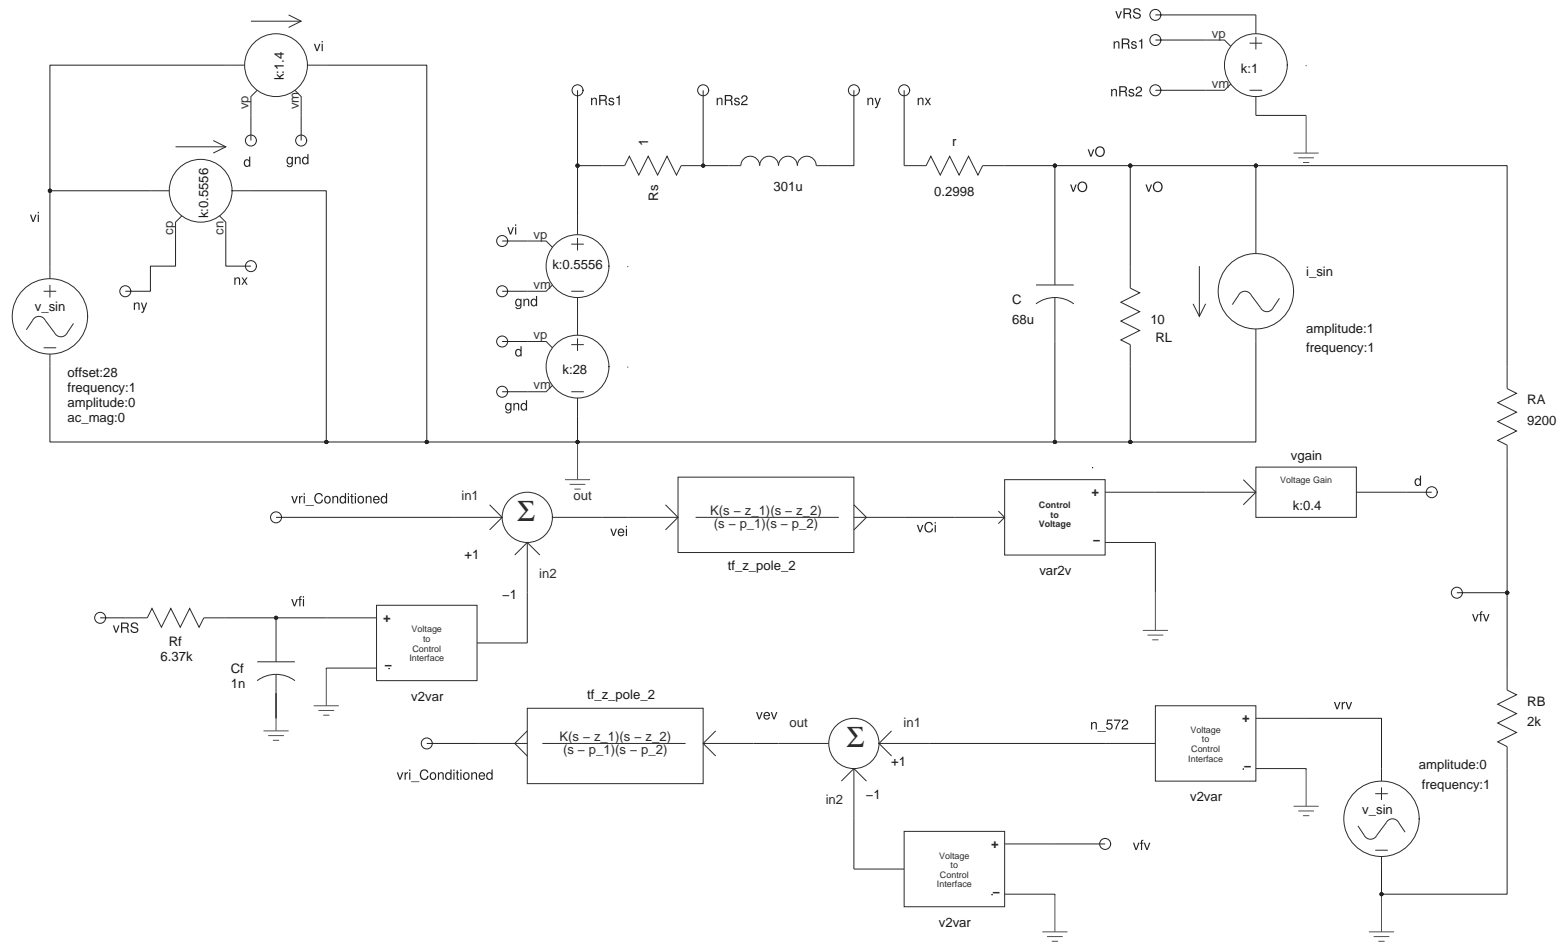 vi
k:1.4
vp
vm
d
gnd
k:0.5556
cp
cn
ny
nx
vi
+
v_sin
−
offset:28
frequency:1
amplitude:0
ac_mag:0
nRs1
nRs2
ny
nx
1
Rs
301u
r
0.2998
vi
vp
+
k:0.5556
vm
−
gnd
d
vp
+
k:28
vm
−
gnd
vRS
nRs1
vp
+
k:1
nRs2
vm
−
vO
vO
vO
C
68u
10
RL
i_sin
amplitude:1
frequency:1
RA
9200
vfv
RB
2k
vri_Conditioned
in1
out
Σ
+1
in2
−1
vei
K(s − z_1)(s − z_2)
(s − p_1)(s − p_2)
tf_z_pole_2
vCi
Control
to
Voltage
+
−
var2v
vgain
Voltage Gain
k:0.4
d
vRS
Rf
6.37k
vfi
Cf
1n
+
−
Voltage
to
Control
Interface
v2var
tf_z_pole_2
K(s − z_1)(s − z_2)
(s − p_1)(s − p_2)
vri_Conditioned
vev
out
Σ
in1
+1
in2
−1
n_572
Voltage
to
Control
Interface
+
−
v2var
vrv
amplitude:0
frequency:1
+
v_sin
−
Voltage
to
Control
Interface
+
−
v2var
vfv